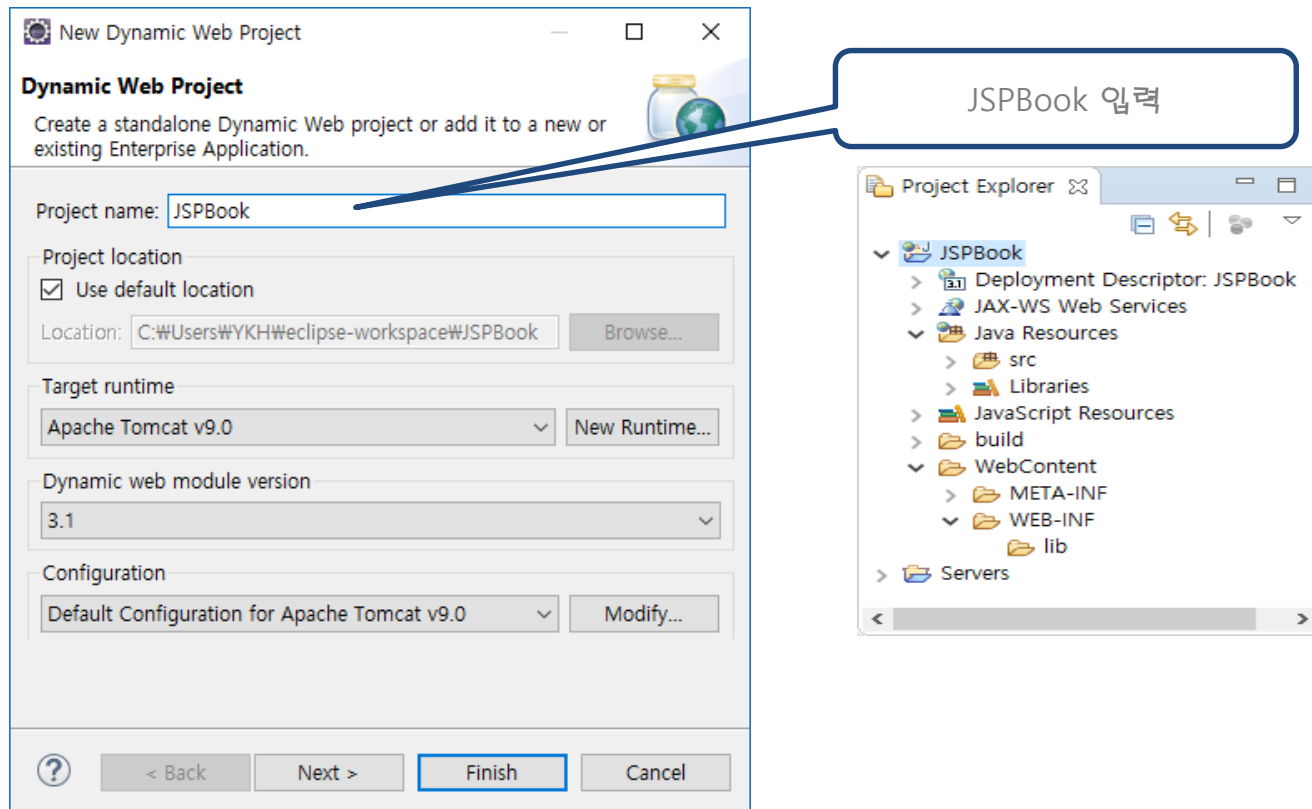 New Dynamic Web Project
Dynamic Web Project
Create a standalone Dynamic Web project or add it to a new or
existing Enterprise Application.
Project name: JSPBook
Project location
Use default location
Location: C:₩Users₩YKH₩eclipse-workspace₩JSPBook Browse...
Target runtime
Apache Tomcat v9.0 New Runtime...
Dynamic web module version
3.1
Configuration
Default Configuration for Apache Tomcat v9.0 Modify...
? < Back Next > Finish Cancel
JSPBook 입력
Project Explorer
JSPBook
3.1 Deployment Descriptor: JSPBook
JAX-WS Web Services
Java Resources
src
Libraries
JavaScript Resources
build
WebContent
META-INF
WEB-INF
lib
Servers